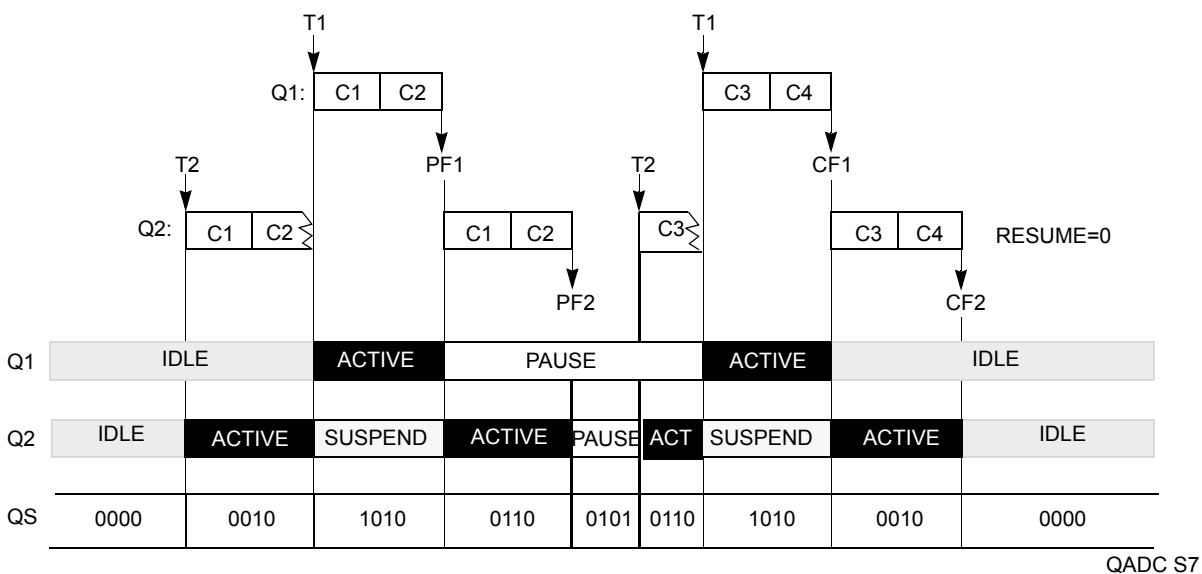 T1 T1
Q1: C1 C2 C3 C4
T2 PF1 T2 CF1
Q2: C1 C2 C1 C2 C3 C3 C4 RESUME=0
PF2 CF2
Q1 IDLE ACTIVE PAUSE ACTIVE IDLE
Q2 IDLE ACTIVE SUSPEND ACTIVE PAUSE ACT SUSPEND ACTIVE IDLE
QS 0000 0010 1010 0110 0101 0110 1010 0010 0000
QADC S7